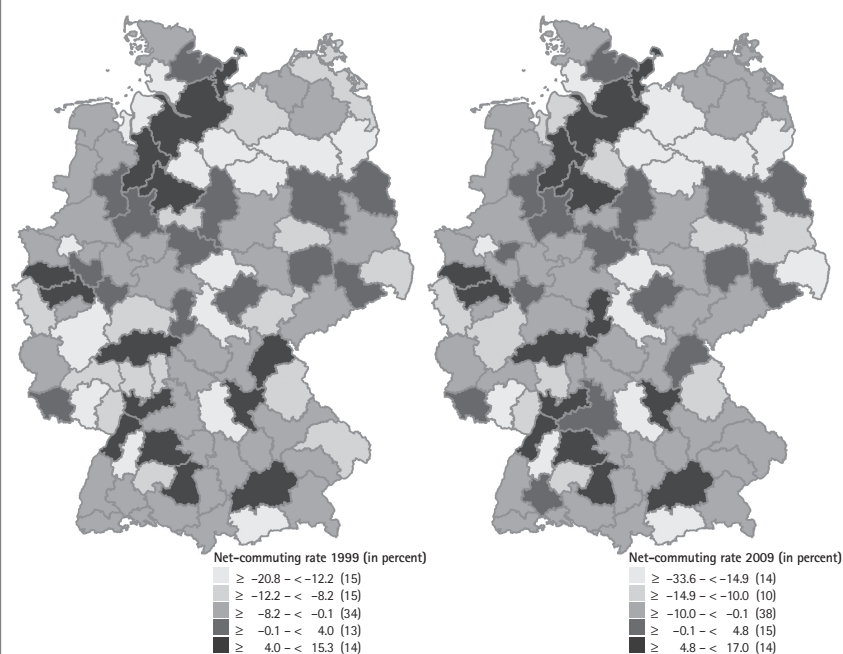 Net-commuting rate 1999 (in percent)
≥ -20.8 - < -12.2 (15)
≥ -12.2 - < -8.2 (15)
≥ -8.2 - < -0.1 (34)
≥ -0.1 - < 4.0 (13)
≥ 4.0 - < 15.3 (14)
Net-commuting rate 2009 (in percent)
≥ -33.6 - < -14.9 (14)
≥ -14.9 - < -10.0 (10)
≥ -10.0 - < -0.1 (38)
≥ -0.1 - < 4.8 (15)
≥ 4.8 - < 17.0 (14)